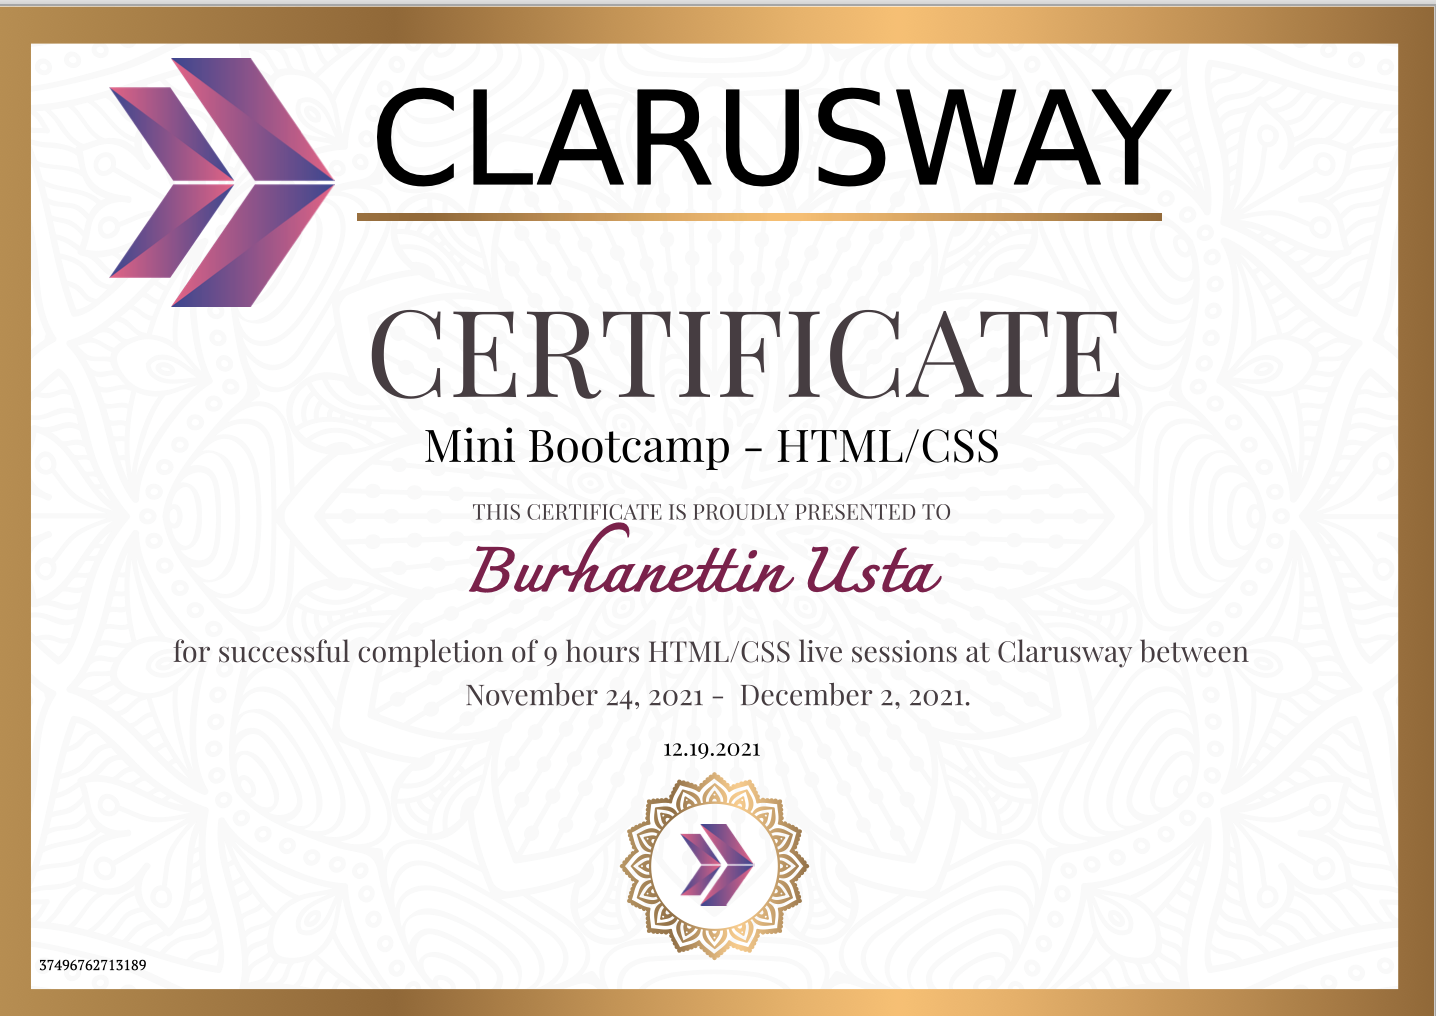 CLARUSWAY
CERTIFICATE
Mini Bootcamp - HTML/CSS
THIS CERTIFICATE IS PROUDLY PRESENTED TO
Burhanettin Usta
for successful completion of 9 hours HTML/CSS live sessions at Clarusway between
November 24, 2021 - December 2, 2021.
12.19.2021
37496762713189